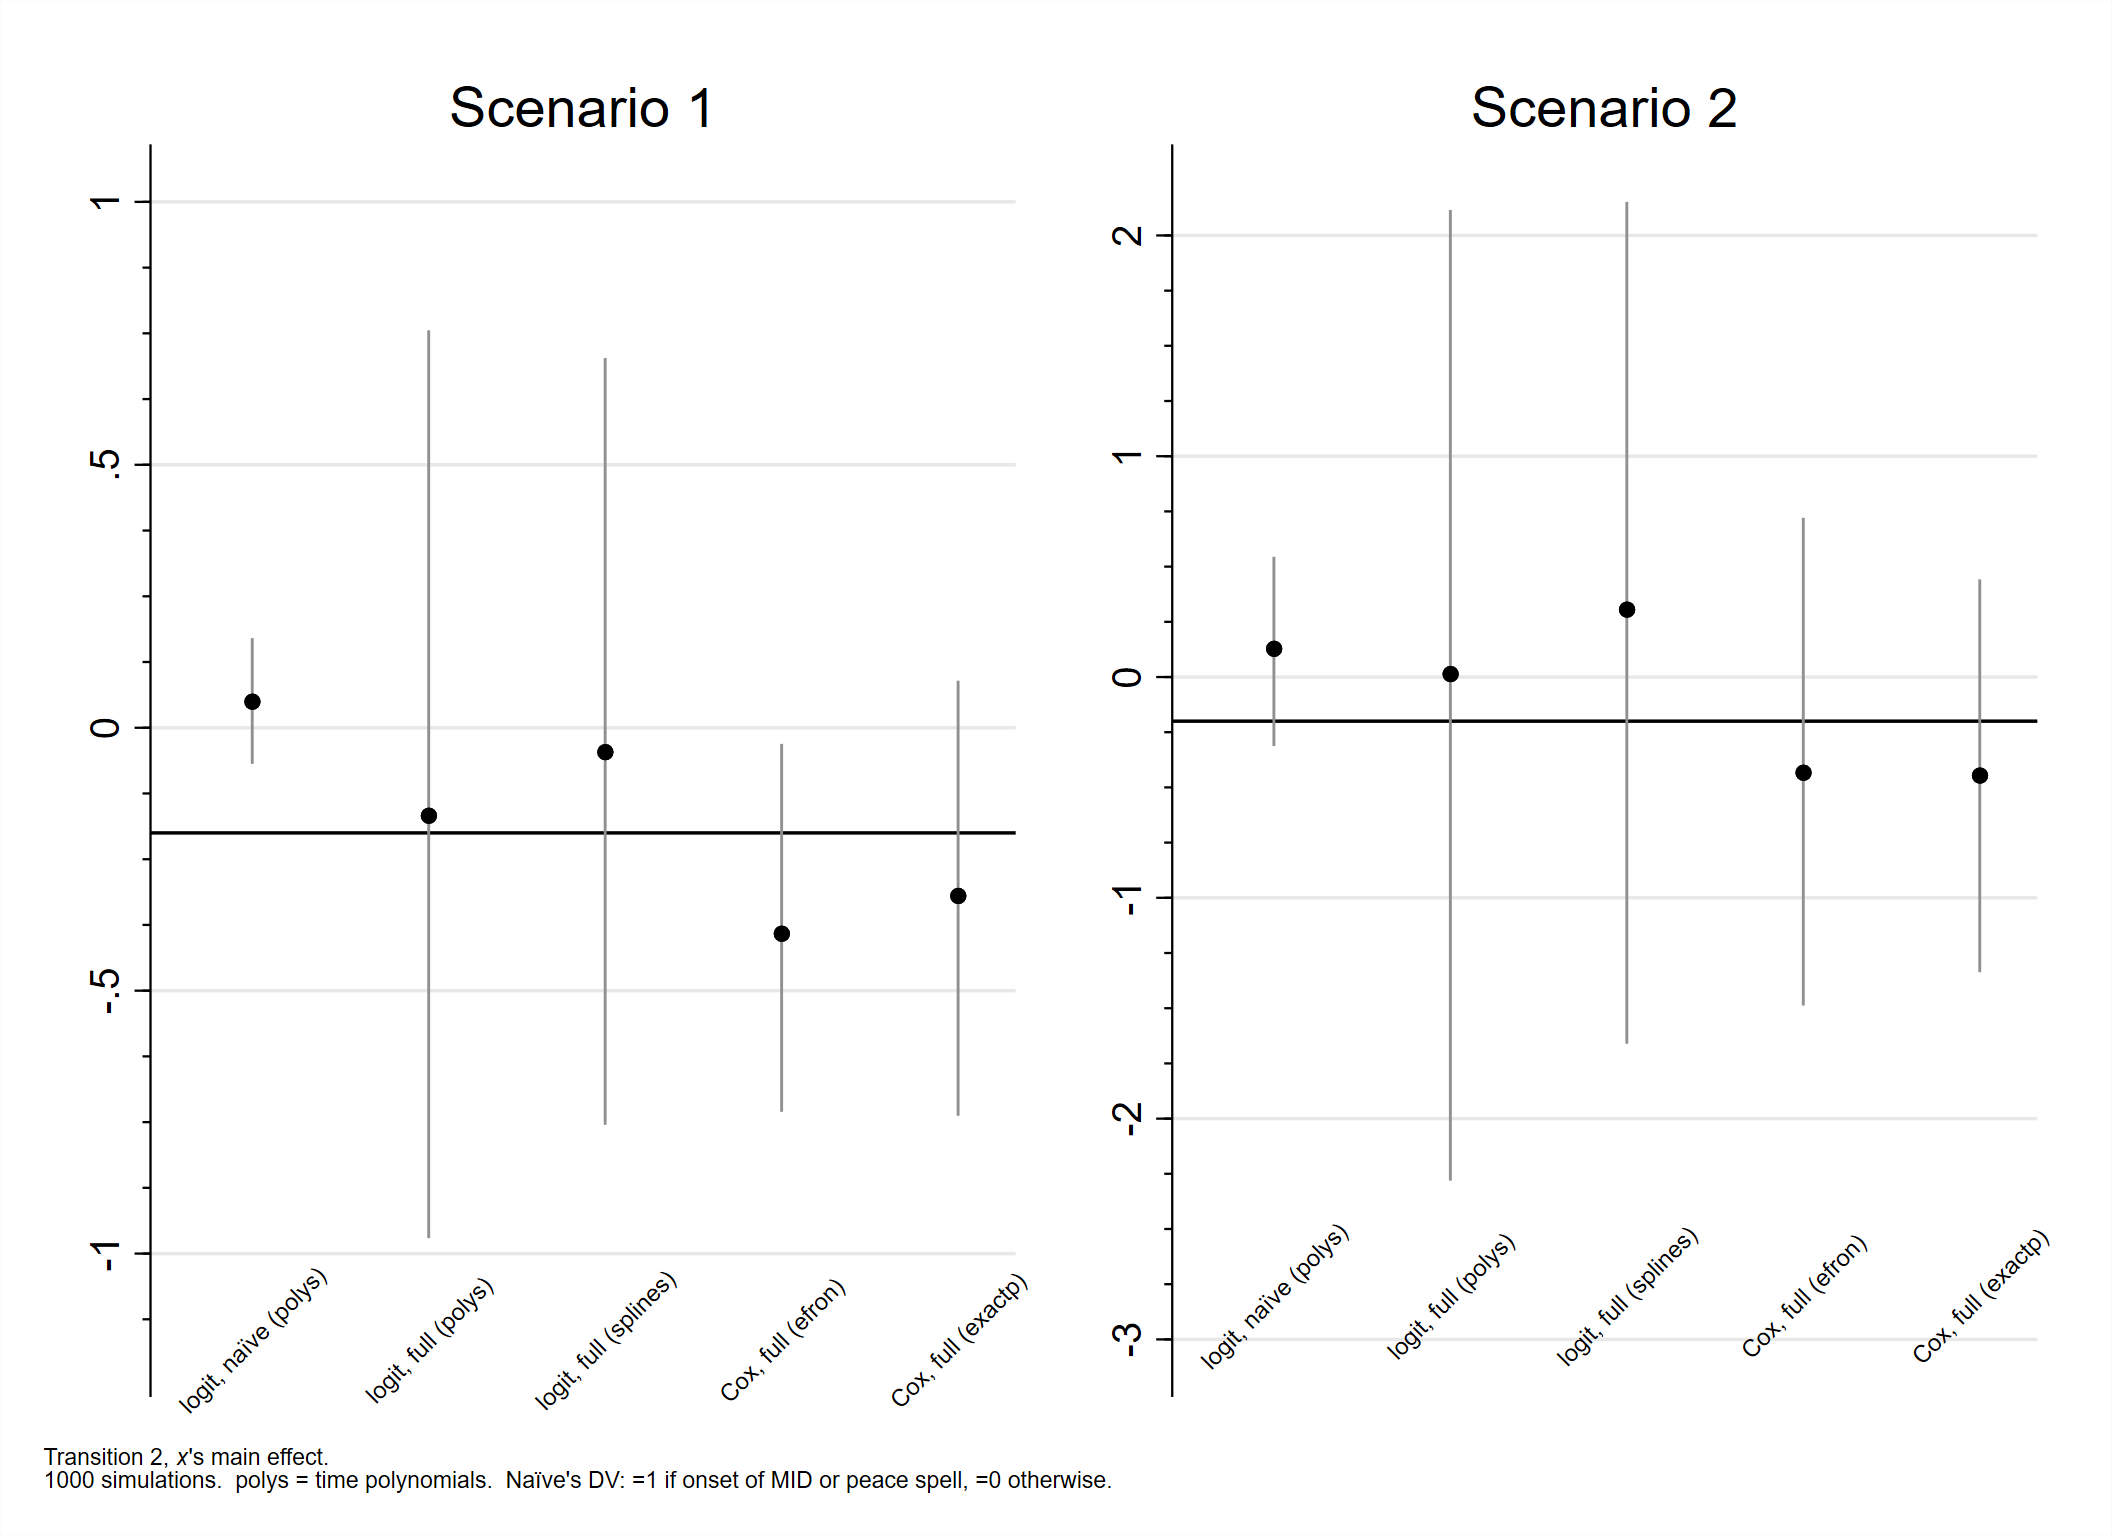 Scenario 1
1
.5
0
-.5
-1
logit, naïve (polys)
logit, full (polys)
logit, full (splines)
Cox, full (efron)
Cox, full (exactp)
Scenario 2
2
1
0
-1
-2
-3
logit, naïve (polys)
logit, full (polys)
logit, full (splines)
Cox, full (efron)
Cox, full (exactp)
Transition 2, x's main effect.
1000 simulations.  polys = time polynomials.  Naïve's DV: =1 if onset of MID or peace spell, =0 otherwise.